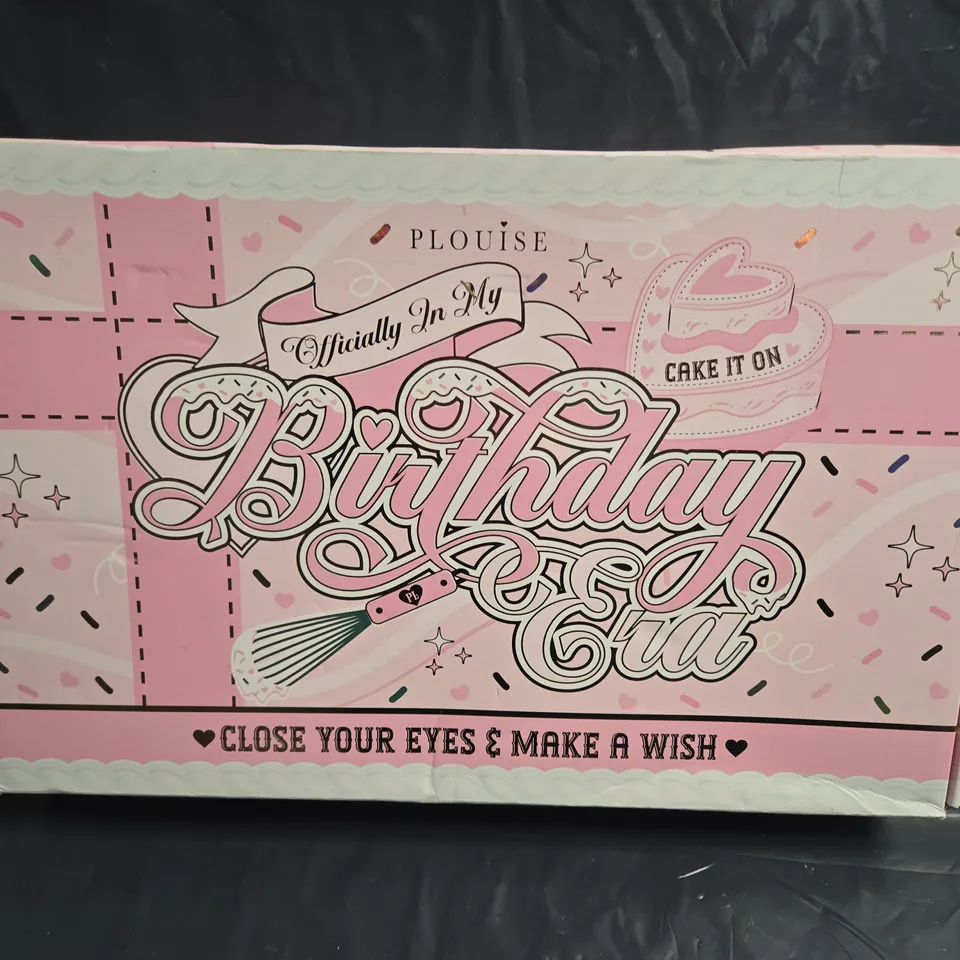 PLOUISE
Officially In My
CAKE IT ON
Birthday
Era
PL
CLOSE YOUR EYES & MAKE A WISH